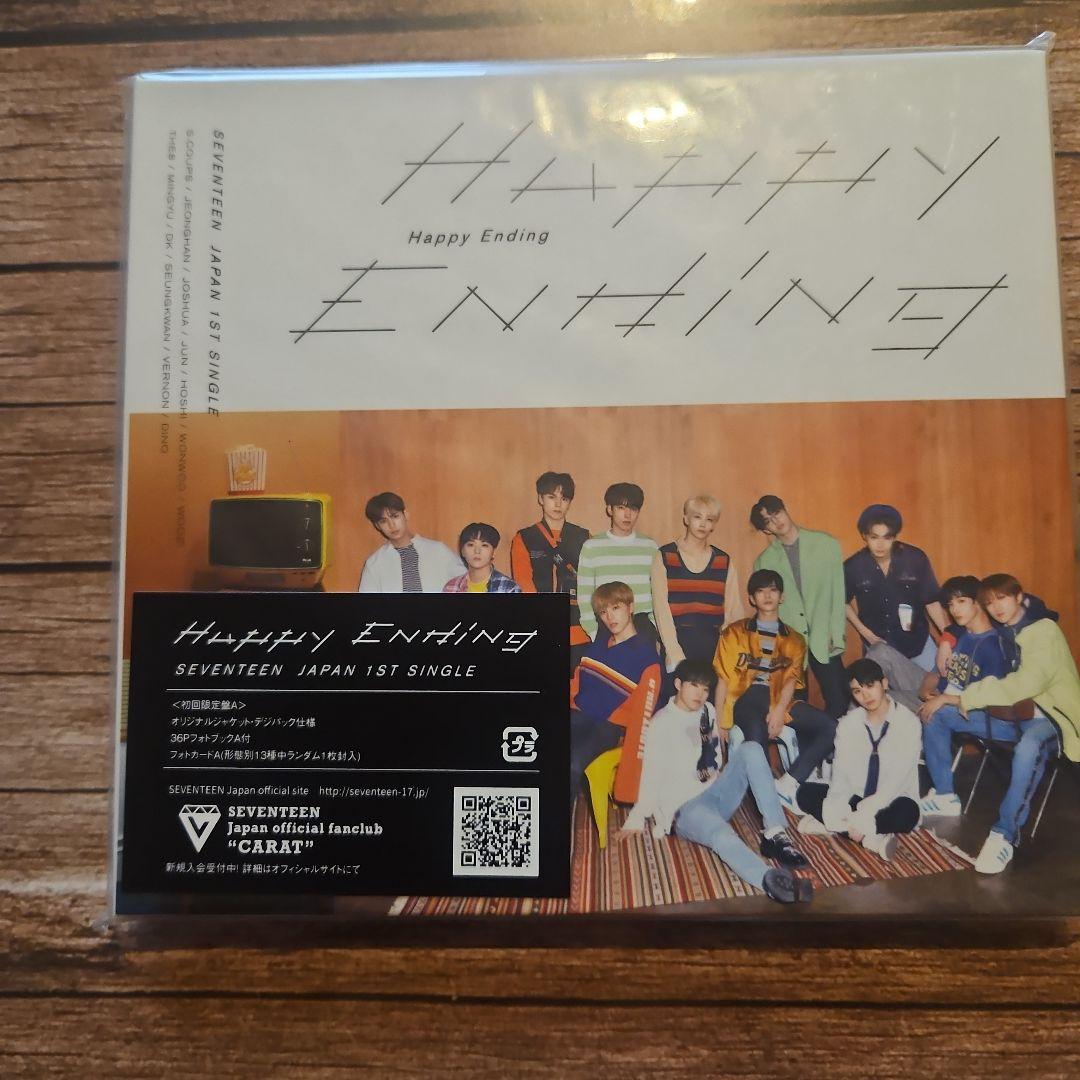 HAPPY
Happy Ending
ENDING
SEVENTEEN JAPAN 1ST SINGLE
S.COUPS / JEONGHAN / JOSHUA / JUN / HOSHI / WONWOO / WOOZI
THE8 / MINGYU / DK / SEUNGKWAN / VERNON / DINO
HAPPY ENDING
SEVENTEEN JAPAN 1ST SINGLE
<初回限定盤A>
オリジナルジャケット・デジパック仕様
36PフォトブックA付
フォトカードA(形態別13種中ランダム1枚封入)
プラ
SEVENTEEN Japan official site http://seventeen-17.jp/
SEVENTEEN
Japan official fanclub
"CARAT"
新規入会受付中! 詳細はオフィシャルサイトにて